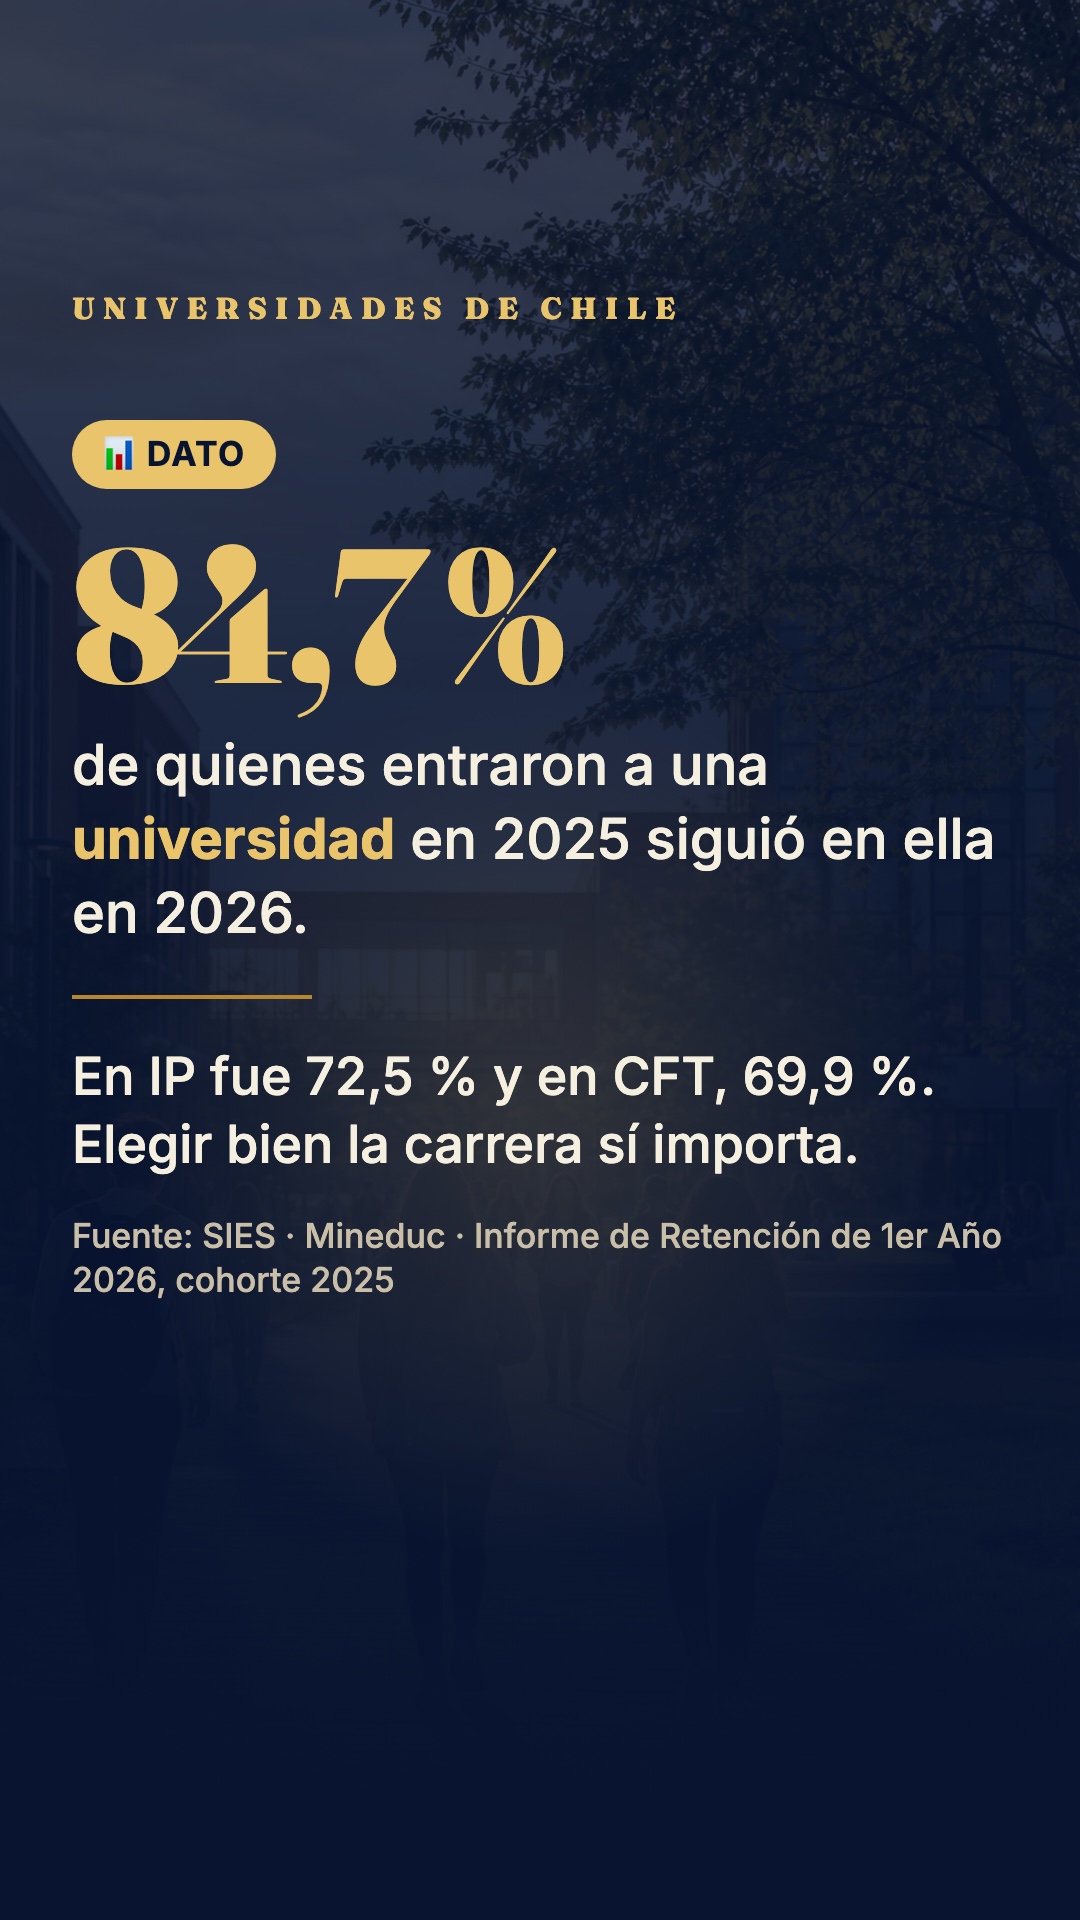 UNIVERSIDADES DE CHILE
📊 DATO
84,7%
de quienes entraron a una
universidad en 2025 siguió en ella
en 2026.
En IP fue 72,5 % y en CFT, 69,9 %.
Elegir bien la carrera sí importa.
Fuente: SIES · Mineduc · Informe de Retención de 1er Año
2026, cohorte 2025